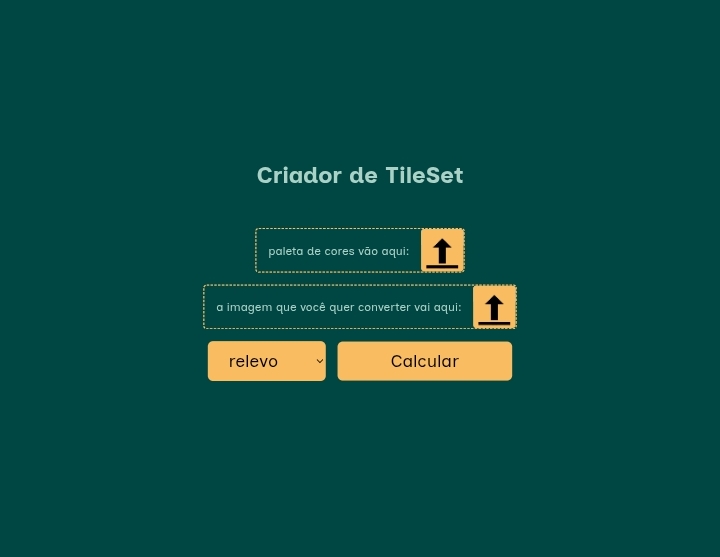 Criador de TileSet
paleta de cores vão aqui:
a imagem que você quer converter vai aqui:
relevo
Calcular